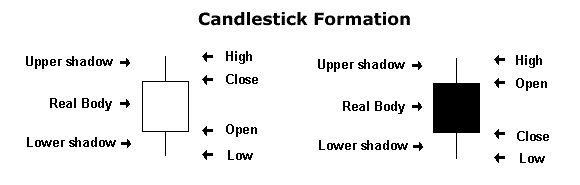 Candlestick Formation
Upper shadow
Real Body
Lower shadow
High
Close
Open
Low
Upper shadow
Real Body
Lower shadow
High
Open
Close
Low